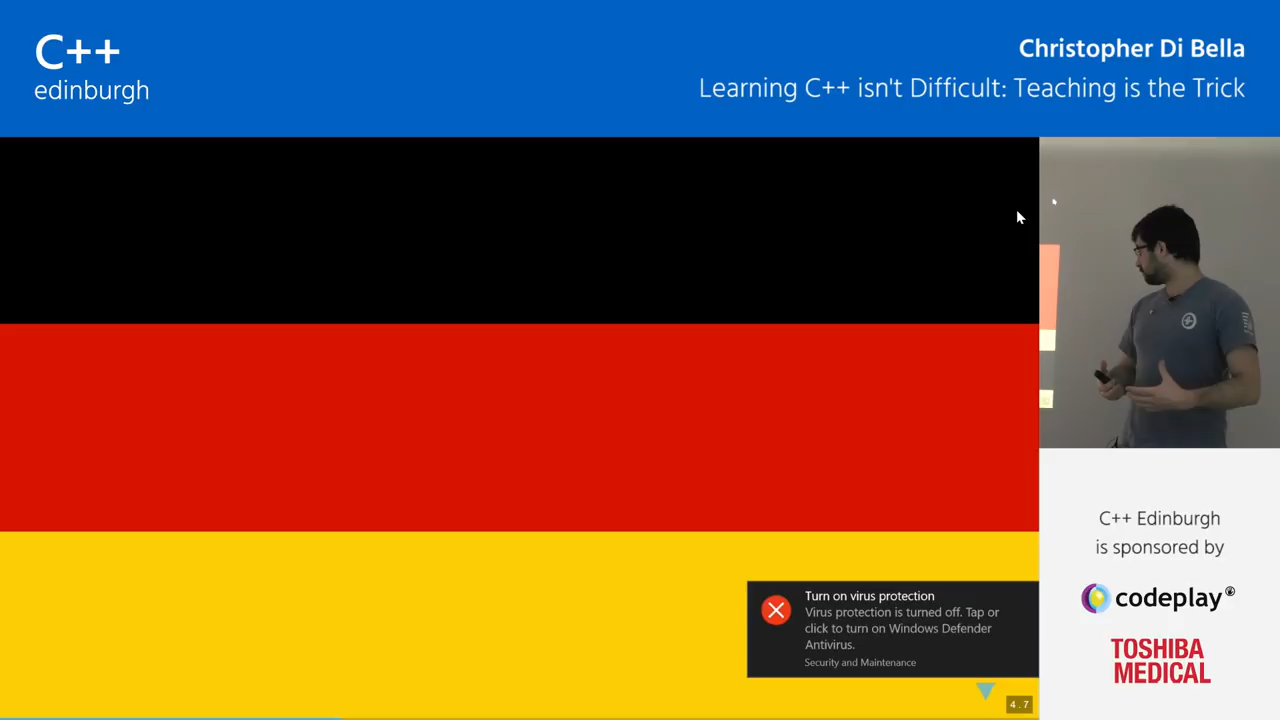 C++
edinburgh
Christopher Di Bella
Learning C++ isn't Difficult: Teaching is the Trick
Turn on virus protection
Virus protection is turned off. Tap or
click to turn on Windows Defender
Antivirus.
Security and Maintenance
4.7
C++ Edinburgh
is sponsored by
codeplay®
TOSHIBA
MEDICAL